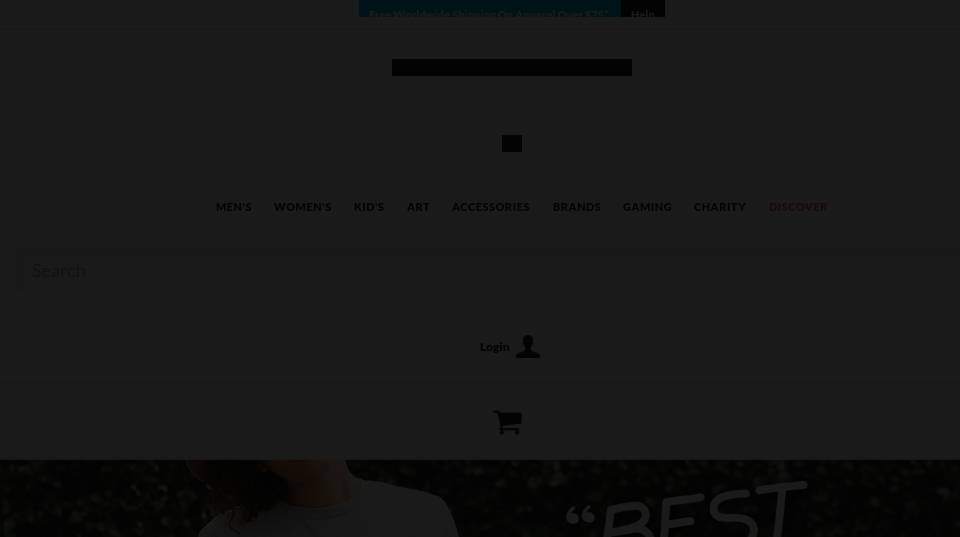 Free Worldwide Shipping On Apparel Over $75* Help
MEN'S WOMEN'S KID'S ART ACCESSORIES BRANDS GAMING CHARITY DISCOVER
Search
Login
“BEST